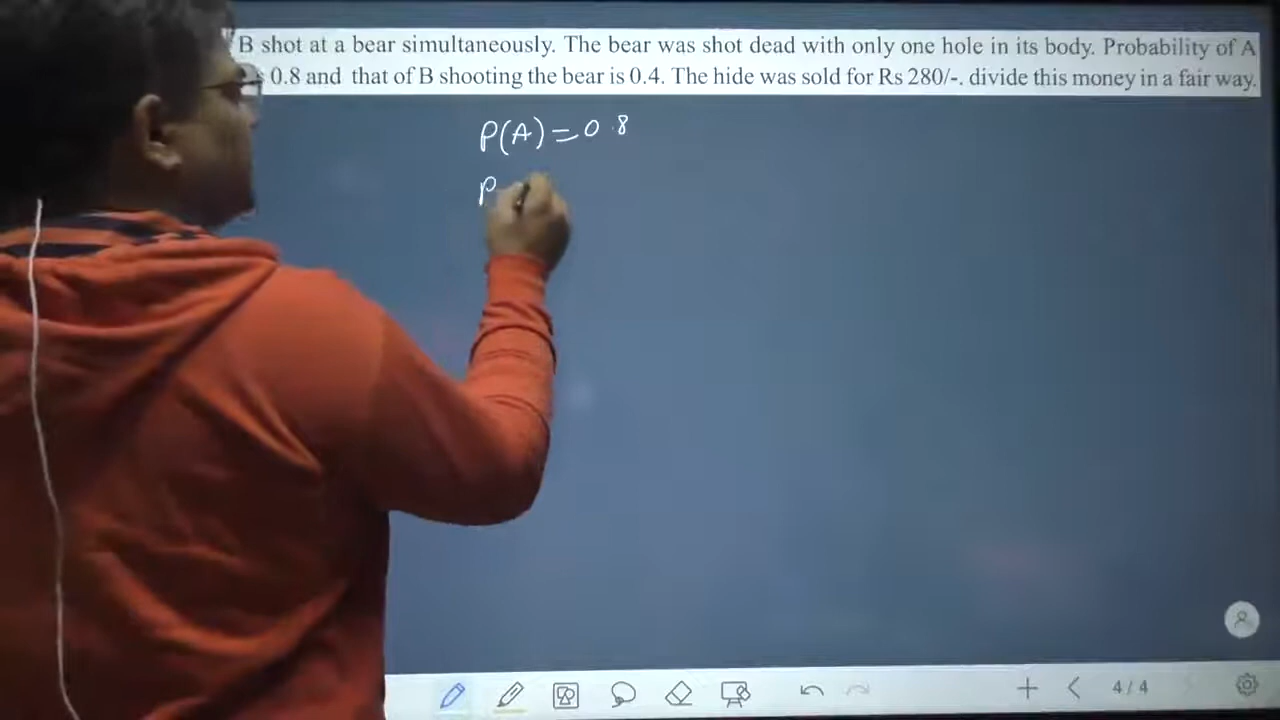 B shot at a bear simultaneously. The bear was shot dead with only one hole in its body. Probability of A
0.8 and that of B shooting the bear is 0.4. The hide was sold for Rs 280/-. divide this money in a fair way.
P(A) = 0.8
P
4 / 4